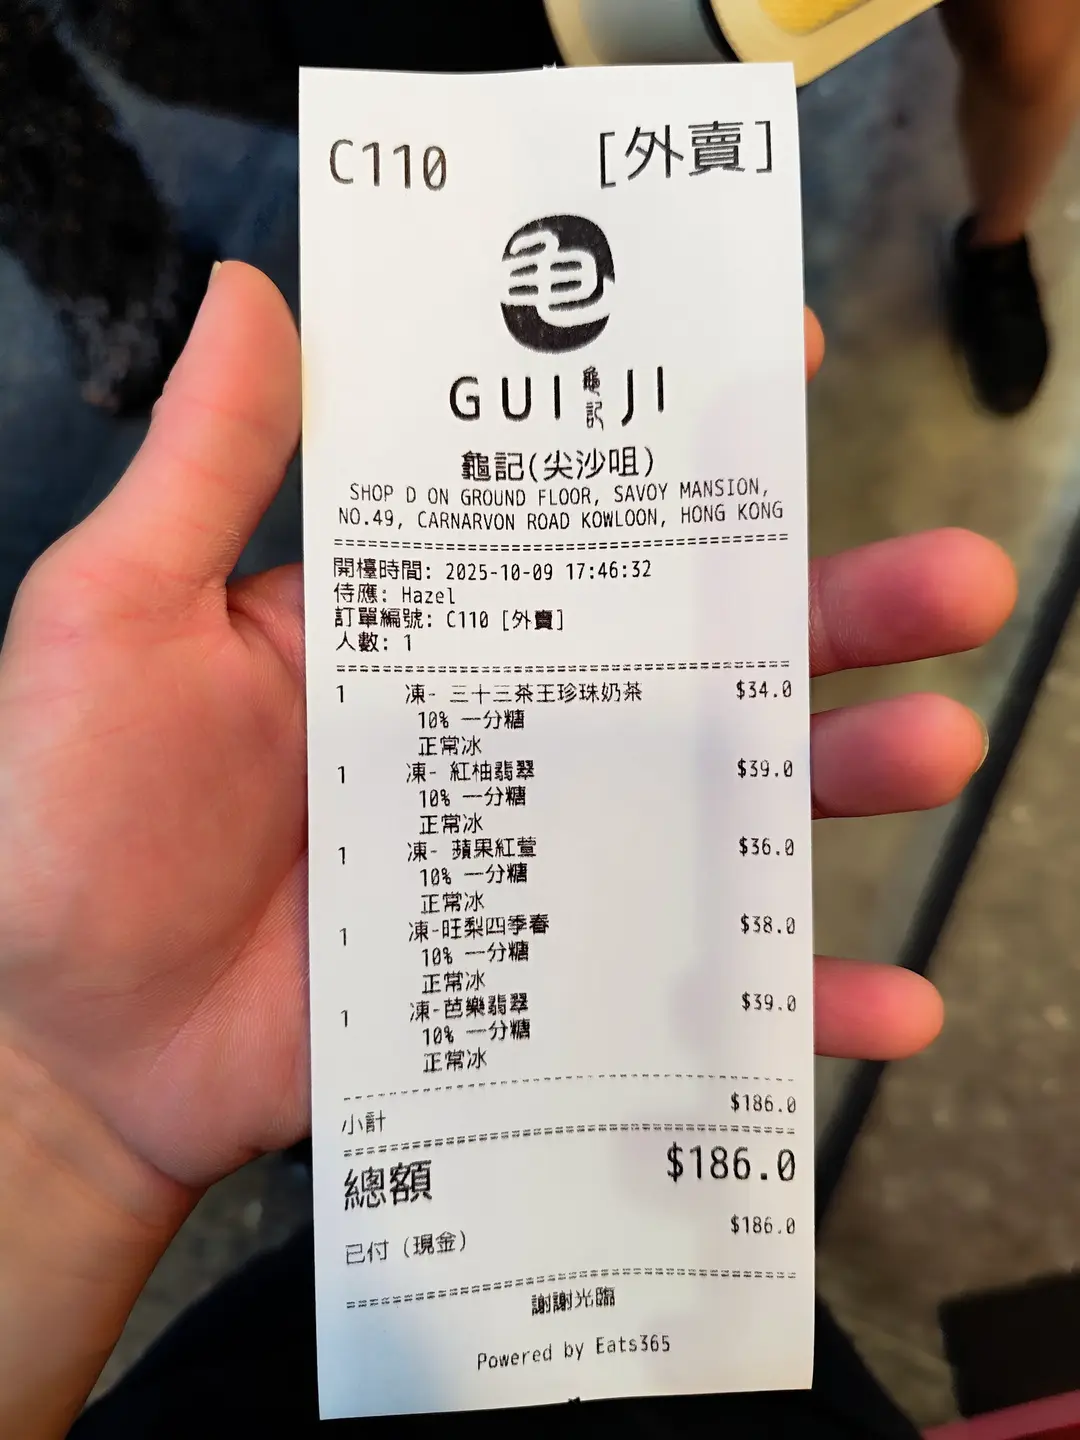 C110 [外賣]
龜
GUI 龜記 JI
龜記(尖沙咀)
SHOP D ON GROUND FLOOR, SAVOY MANSION,
NO.49, CARNARVON ROAD KOWLOON, HONG KONG
開檯時間: 2025-10-09 17:46:32
侍應: Hazel
訂單編號: C110 [外賣]
人數: 1
1 凍- 三十三茶王珍珠奶茶 $34.0
10% 一分糖
正常冰
1 凍- 紅柚翡翠 $39.0
10% 一分糖
正常冰
1 凍- 蘋果紅萱 $36.0
10% 一分糖
正常冰
1 凍-旺梨四季春 $38.0
10% 一分糖
正常冰
1 凍-芭樂翡翠 $39.0
10% 一分糖
正常冰
小計 $186.0
總額 $186.0
已付 (現金) $186.0
謝謝光臨
Powered by Eats365